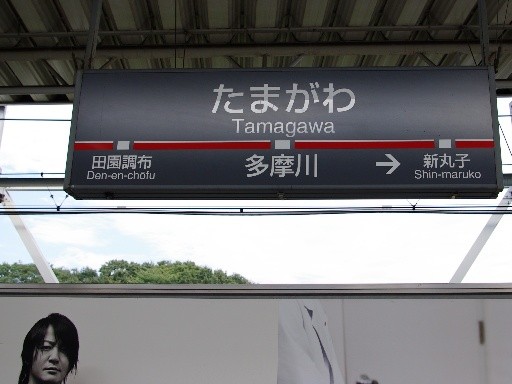 たまがわ
Tamagawa
田園調布 多摩川 → 新丸子
Den-en-chofu Shin-maruko